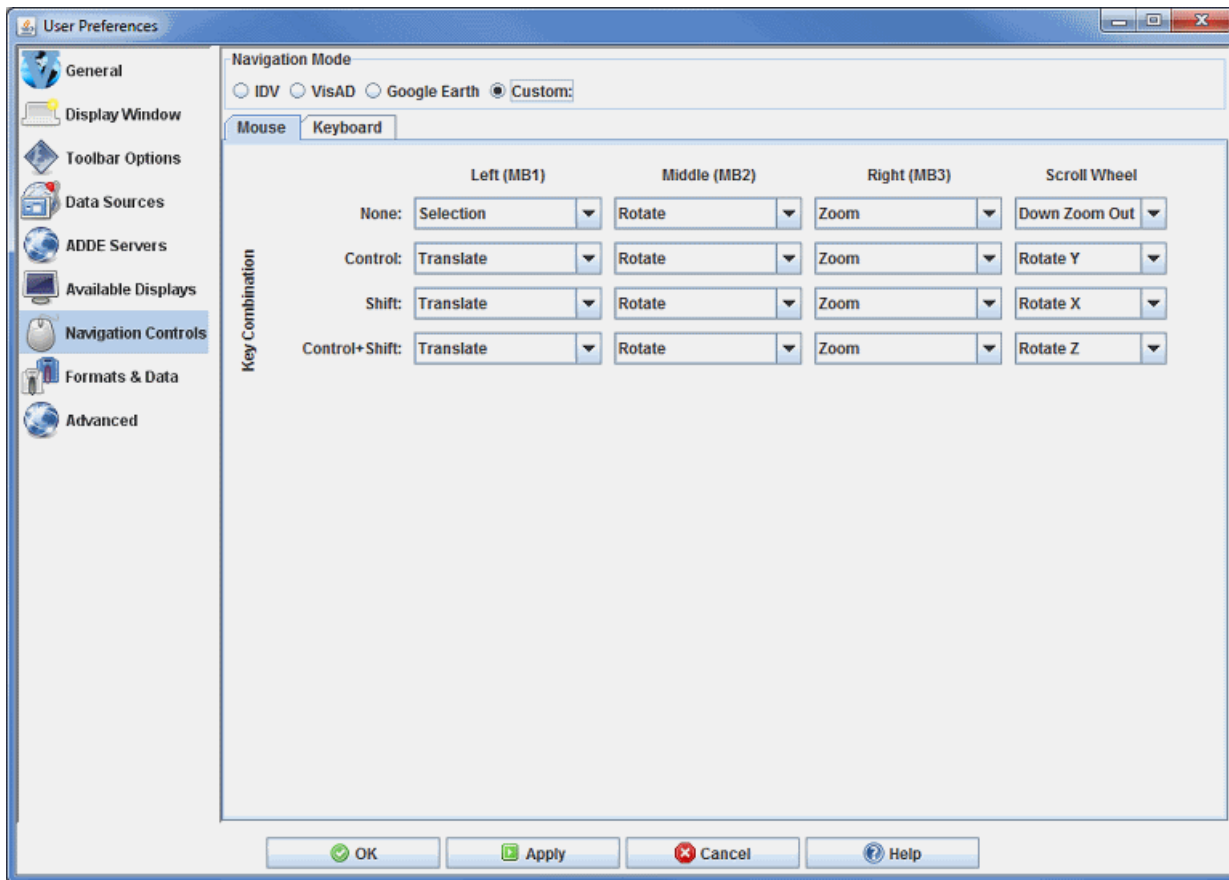 User Preferences
General
Display Window
Toolbar Options
Data Sources
ADDE Servers
Available Displays
Navigation Controls
Formats & Data
Advanced
Navigation Mode
IDV VisAD Google Earth Custom:
Mouse Keyboard
Left (MB1) Middle (MB2) Right (MB3) Scroll Wheel
Key Combination
None: Selection Rotate Zoom Down Zoom Out
Control: Translate Rotate Zoom Rotate Y
Shift: Translate Rotate Zoom Rotate X
Control+Shift: Translate Rotate Zoom Rotate Z
OK Apply Cancel Help